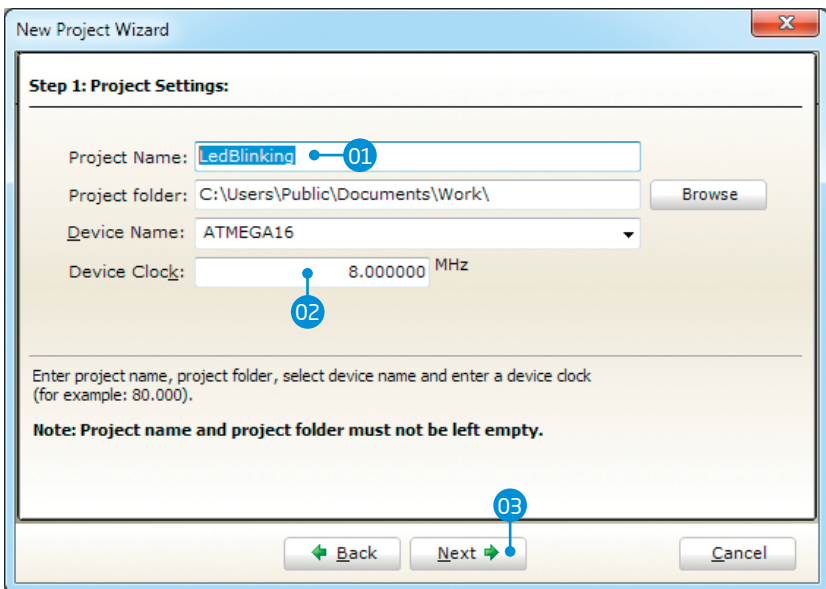 New Project Wizard
Step 1: Project Settings:
Project Name: LedBlinking 01
Project folder: C:\Users\Public\Documents\Work\ Browse
Device Name: ATMEGA16
Device Clock: 8.000000 MHz
02
Enter project name, project folder, select device name and enter a device clock
(for example: 80.000).
Note: Project name and project folder must not be left empty.
03
Back Next Cancel